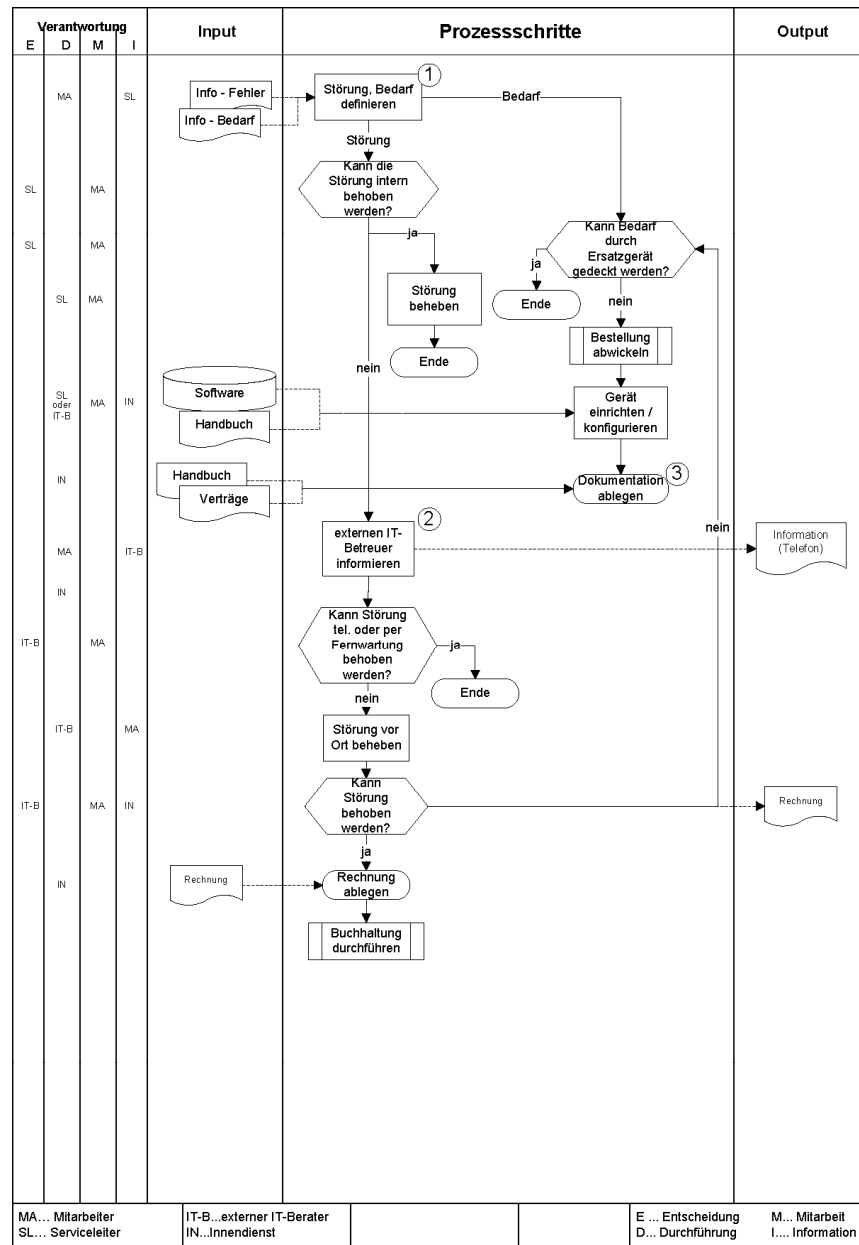 Verantwortung
E D M I
Input
Prozessschritte
Output
MA
SL
Info - Fehler
Info - Bedarf
Störung, Bedarf
definieren
1
Bedarf
Störung
SL
MA
Kann die
Störung intern
behoben
werden?
SL
MA
ja
Kann Bedarf
durch
Ersatzgerät
gedeckt werden?
ja
SL
MA
Störung
beheben
Ende
nein
Bestellung
abwickeln
Ende
nein
SL
oder
IT-B
MA
IN
Software
Handbuch
Gerät
einrichten /
konfigurieren
IN
Handbuch
Verträge
Dokumentation
ablegen
3
2
nein
MA
IT-B
externen IT-
Betreuer
informieren
Information
(Telefon)
IN
IT-B
MA
Kann Störung
tel. oder per
Fernwartung
behoben
werden?
ja
Ende
nein
IT-B
MA
Störung vor
Ort beheben
IT-B
MA
IN
Kann
Störung
behoben
werden?
Rechnung
ja
IN
Rechnung
Rechnung
ablegen
Buchhaltung
durchführen
MA... Mitarbeiter
SL... Serviceleiter
IT-B...externer IT-Berater
IN...Innendienst
E ... Entscheidung
D... Durchführung
M... Mitarbeit
I.... Information